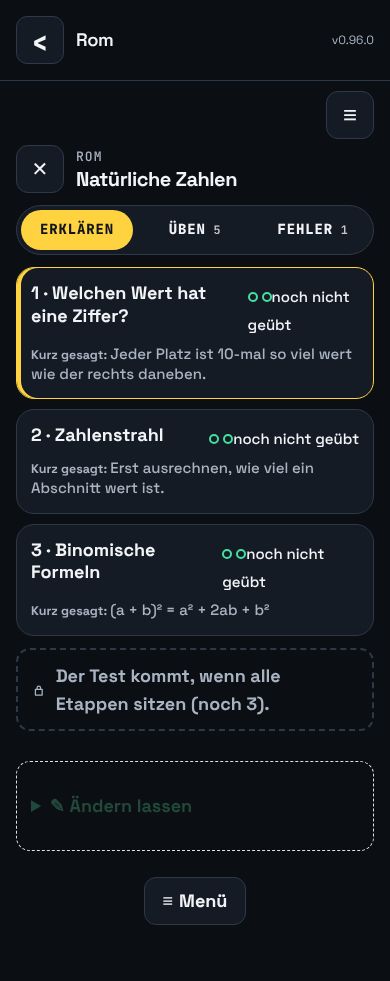 < Rom v0.96.0
≡
✕ ROM
Natürliche Zahlen
ERKLÄREN ÜBEN 5 FEHLER 1
1 · Welchen Wert hat
eine Ziffer?
noch nicht
geübt
Kurz gesagt: Jeder Platz ist 10-mal so viel wert
wie der rechts daneben.
2 · Zahlenstrahl noch nicht geübt
Kurz gesagt: Erst ausrechnen, wie viel ein
Abschnitt wert ist.
3 · Binomische
Formeln
noch nicht
geübt
Kurz gesagt: (a + b)² = a² + 2ab + b²
Der Test kommt, wenn alle
Etappen sitzen (noch 3).
▶ ✎ Ändern lassen
≡ Menü